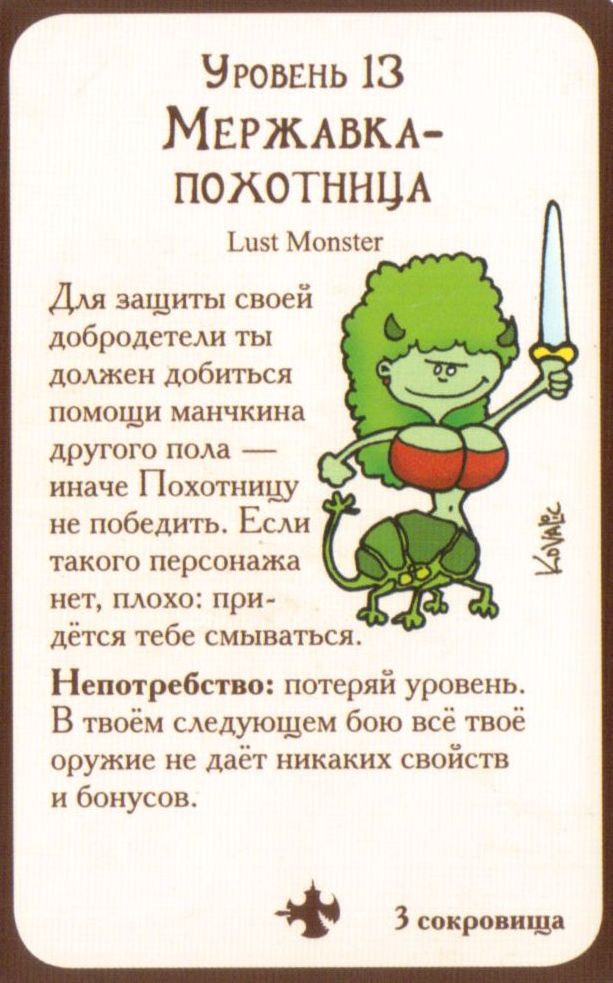 Уровень 13
Мержавка-
похотница
Lust Monster
Для защиты своей
добродетели ты
должен добиться
помощи манчкина
другого пола —
иначе Похотницу
не победить. Если
такого персонажа
нет, плохо: при-
дётся тебе смываться.
Непотребство: потеряй уровень.
В твоём следующем бою всё твоё
оружие не даёт никаких свойств
и бонусов.
Kovalic
3 сокровища